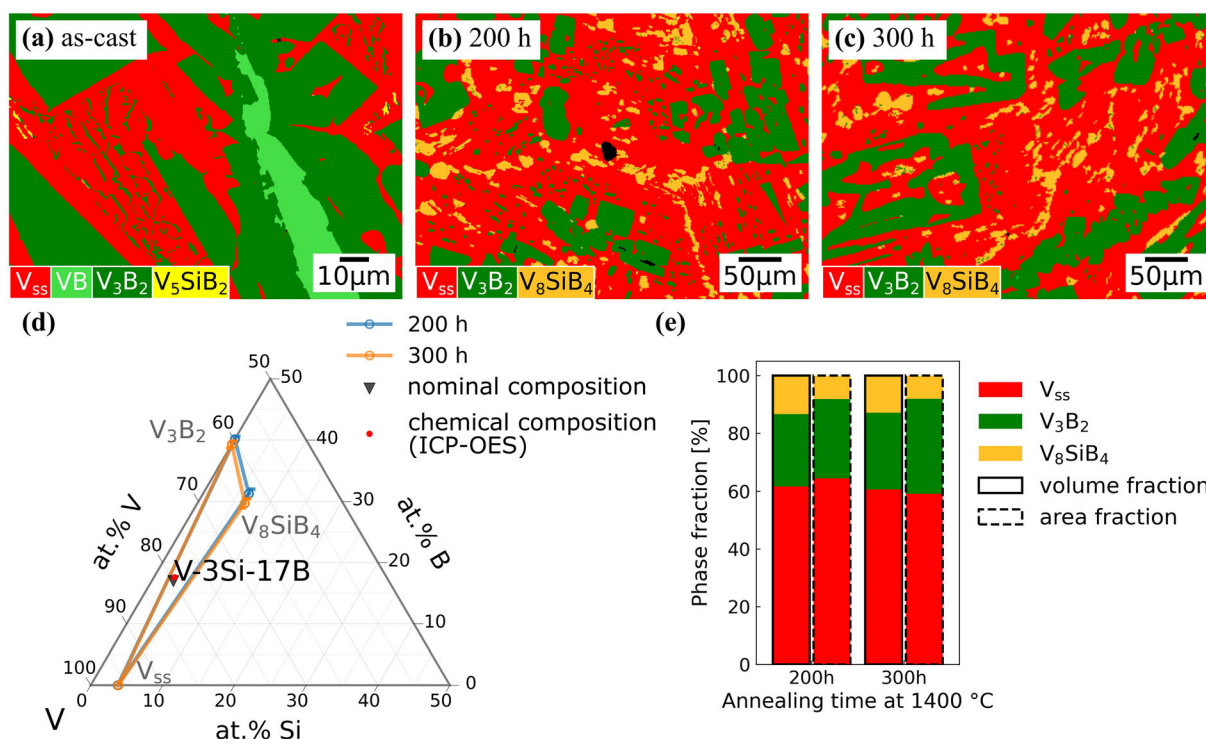 (a) as-cast
(b) 200 h
(c) 300 h
Vss VB V3B2 V5SiB2
10μm
Vss V3B2 V8SiB4
50μm
Vss V3B2 V8SiB4
50μm
(d)
200 h
300 h
nominal composition
chemical composition
(ICP-OES)
50
50
V3B2
60
40
70
30
V8SiB4
at.% V
at.% B
80
20
V-3Si-17B
90
10
100
Vss
0
0
10
20
30
40
50
V
at.% Si
(e)
Phase fraction [%]
100
80
60
40
20
0
200h
300h
Annealing time at 1400 °C
Vss
V3B2
V8SiB4
volume fraction
area fraction